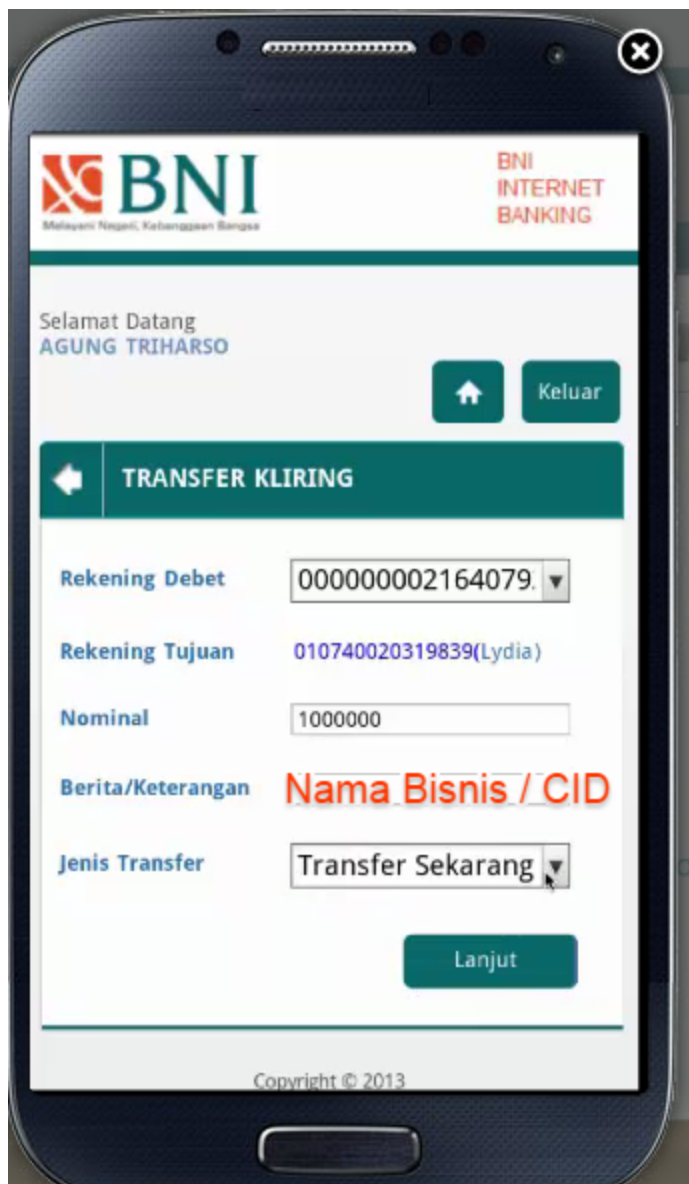 BNI
Melayani Negeri, Kebanggaan Bangsa
BNI
INTERNET
BANKING
Selamat Datang
AGUNG TRIHARSO
Keluar
TRANSFER KLIRING
Rekening Debet
000000002164079
Rekening Tujuan
010740020319839(Lydia)
Nominal
1000000
Berita/Keterangan
Nama Bisnis / CID
Jenis Transfer
Transfer Sekarang
Lanjut
Copyright © 2013